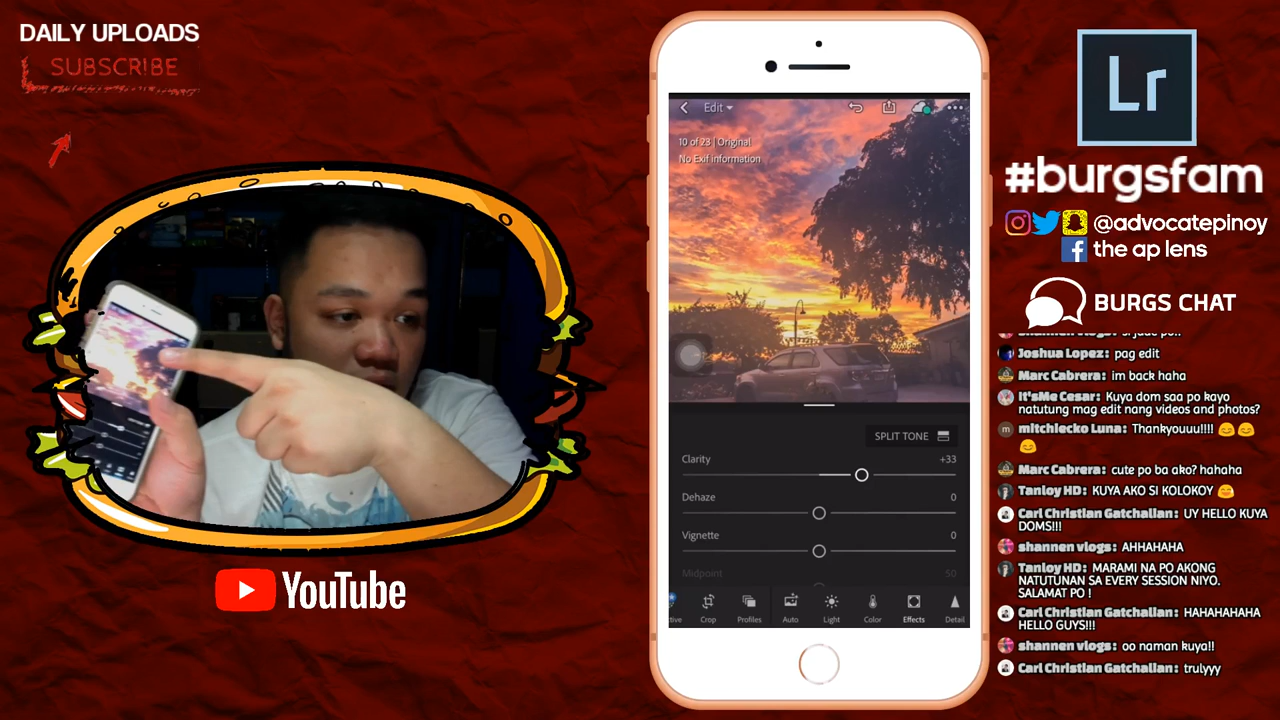 DAILY UPLOADS
SUBSCRIBE
YouTube
Edit
10 of 23 | Original
No Exif information
SPLIT TONE
Clarity +33
Dehaze 0
Vignette 0
Midpoint 50
tive Crop Profiles Auto Light Color Effects Detail
Lr
#burgsfam
@advocatepinoy
the ap lens
BURGS CHAT
Joshua Lopez: pag edit
Marc Cabrera: im back haha
It'sMe Cesar: Kuya dom saa po kayo
natutung mag edit nang videos and photos?
m mitchiecko Luna: Thankyouuu!!!! 😊😊
😊
Marc Cabrera: cute po ba ako? hahaha
Tanloy HD: KUYA AKO SI KOLOKOY 😁
Carl Christian Gatchalian: UY HELLO KUYA
DOMS!!!
shannen vlogs: AHHAHAHA
Tanloy HD: MARAMI NA PO AKONG
NATUTUNAN SA EVERY SESSION NIYO.
SALAMAT PO !
Carl Christian Gatchalian: HAHAHAHAHA
HELLO GUYS!!!
shannen vlogs: oo naman kuya!!
Carl Christian Gatchalian: trulyyy